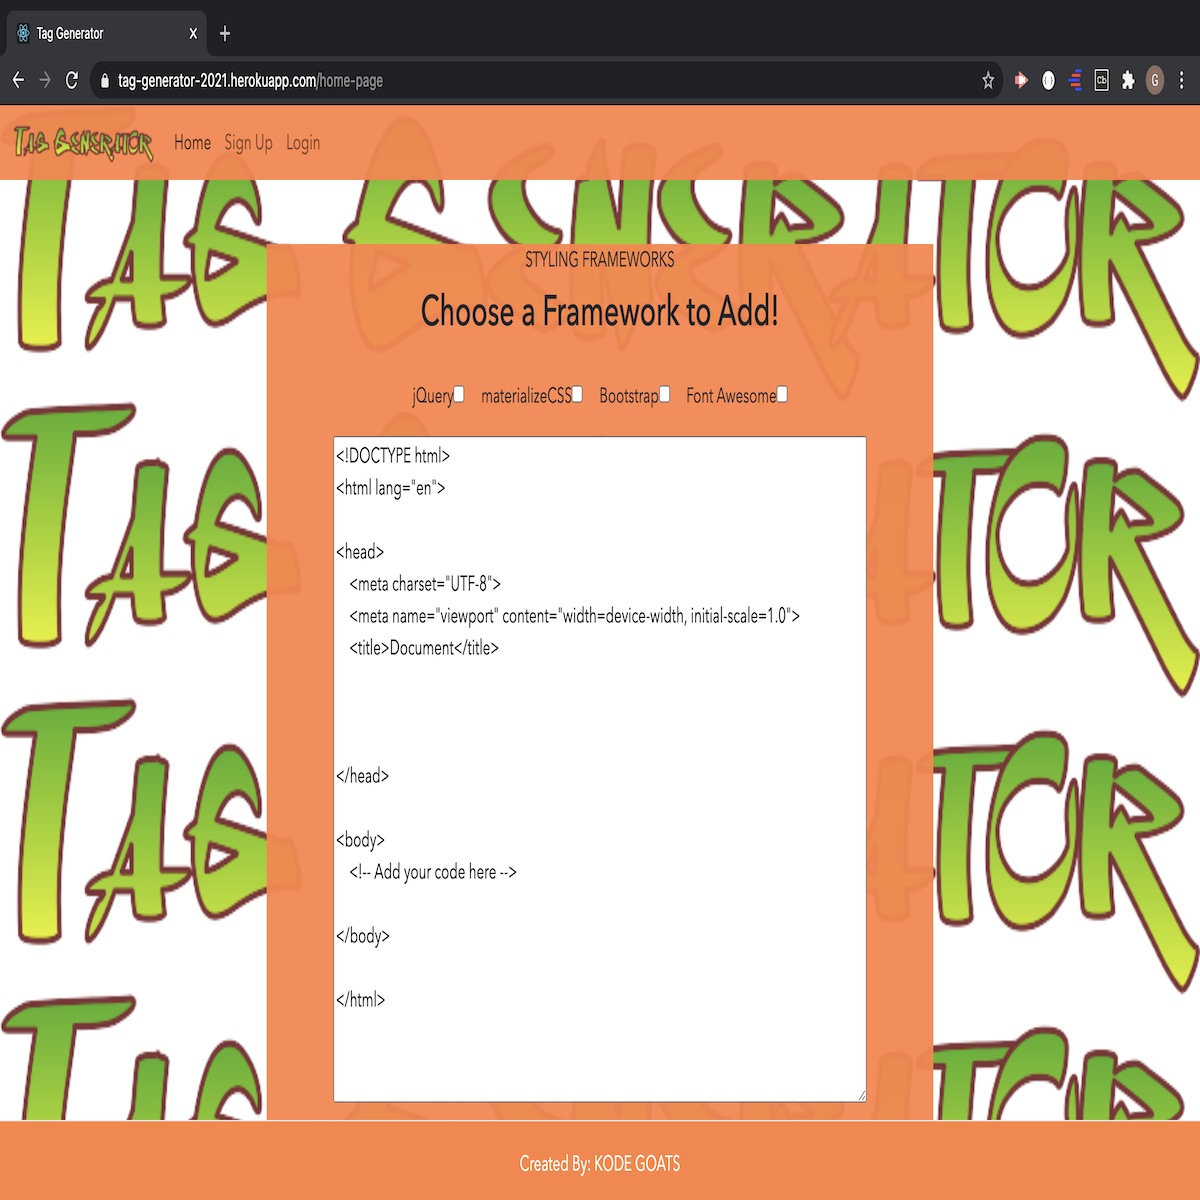 Tag Generator
tag-generator-2021.herokuapp.com/home-page
Tag Generator Home Sign Up Login
Tag Generator
STYLING FRAMEWORKS
Choose a Framework to Add!
jQuery materializeCSS Bootstrap Font Awesome
<!DOCTYPE html>
<html lang="en">
<head>
<meta charset="UTF-8">
<meta name="viewport" content="width=device-width, initial-scale=1.0">
<title>Document</title>
</head>
<body>
<!-- Add your code here -->
</body>
</html>
Created By: KODE GOATS